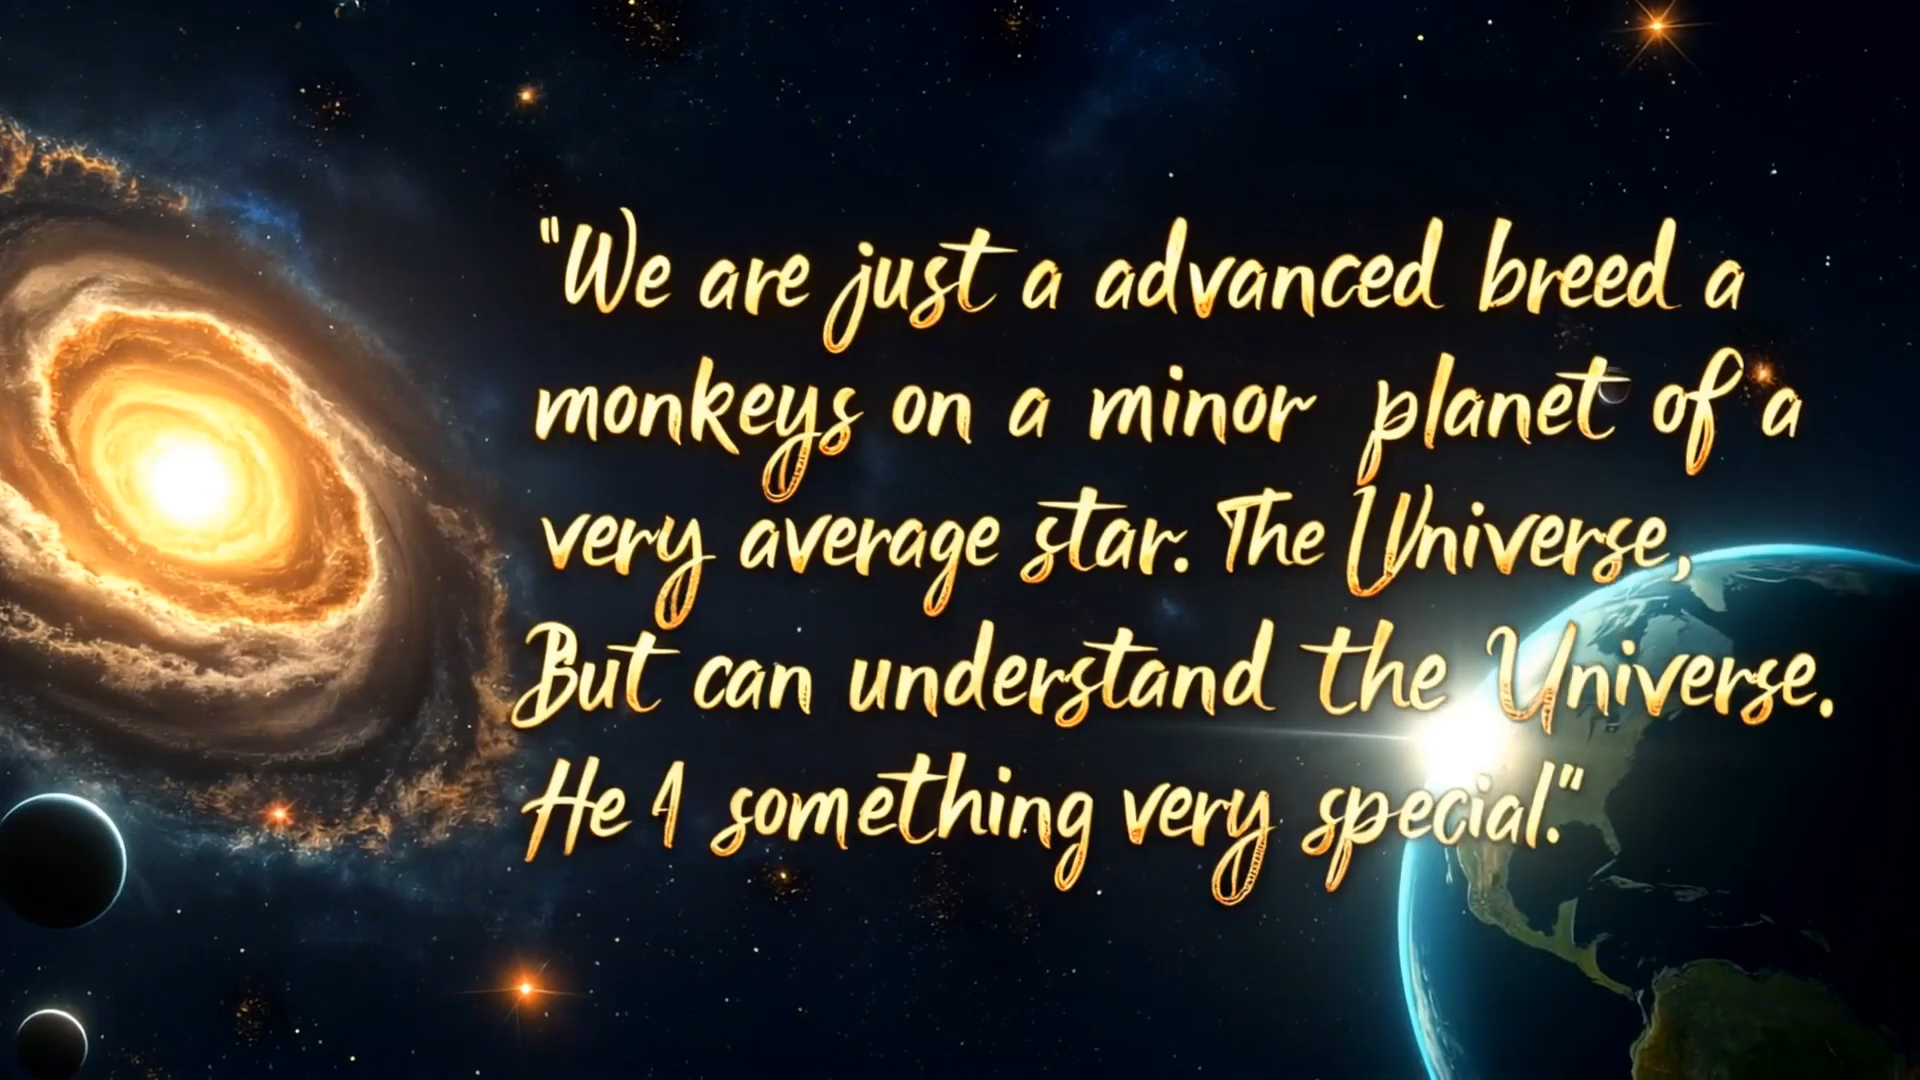 "We are just a advanced breed a
monkeys on a minor planet of a
very average star. The Universe,
But can understand the Universe.
He 1 something very special."